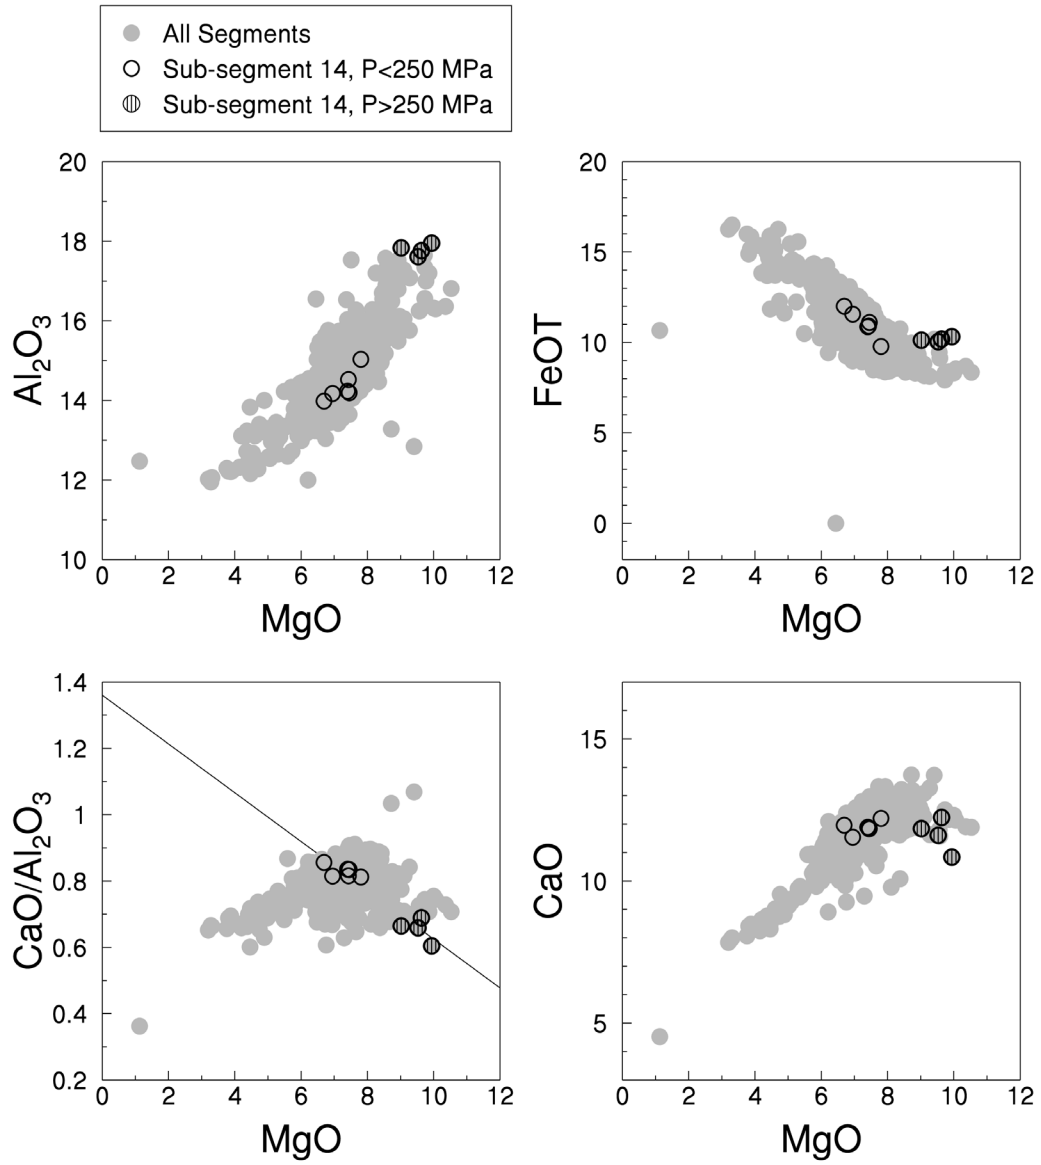 All Segments
Sub-segment 14, P<250 MPa
Sub-segment 14, P>250 MPa
20
18
16
14
12
10
Al₂O₃
0 2 4 6 8 10 12
MgO
20
15
10
5
0
FeOT
0 2 4 6 8 10 12
MgO
1.4
1.2
1
0.8
0.6
0.4
0.2
CaO/Al₂O₃
0 2 4 6 8 10 12
MgO
15
10
5
CaO
0 2 4 6 8 10 12
MgO